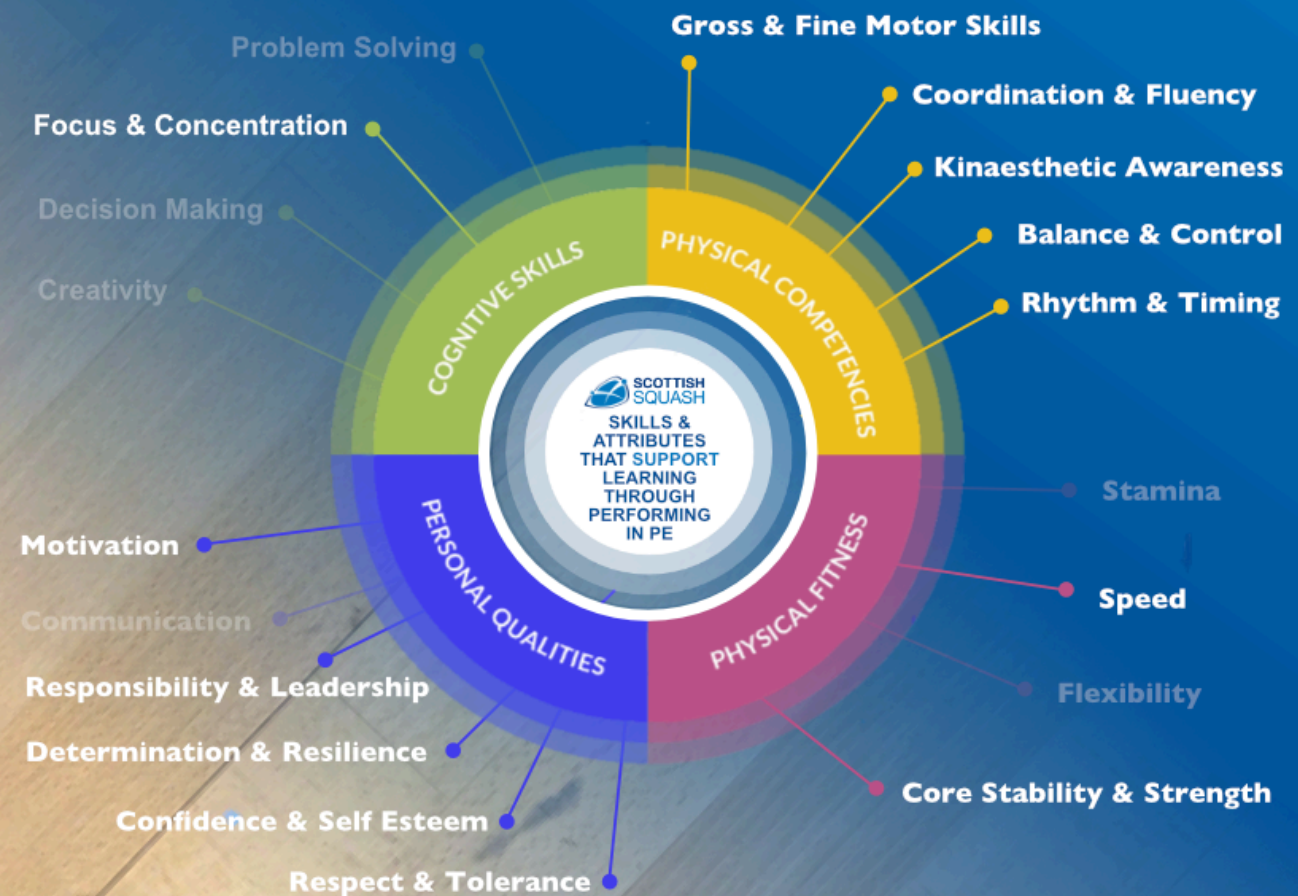 Gross & Fine Motor Skills
Problem Solving
Coordination & Fluency
Focus & Concentration
Kinaesthetic Awareness
Decision Making
Balance & Control
Creativity
Rhythm & Timing
COGNITIVE SKILLS
PHYSICAL COMPETENCIES
SCOTTISH
SQUASH
SKILLS &
ATTRIBUTES
THAT SUPPORT
LEARNING
THROUGH
PERFORMING
IN PE
PERSONAL QUALITIES
PHYSICAL FITNESS
Stamina
Motivation
Speed
Communication
Responsibility & Leadership
Flexibility
Determination & Resilience
Core Stability & Strength
Confidence & Self Esteem
Respect & Tolerance